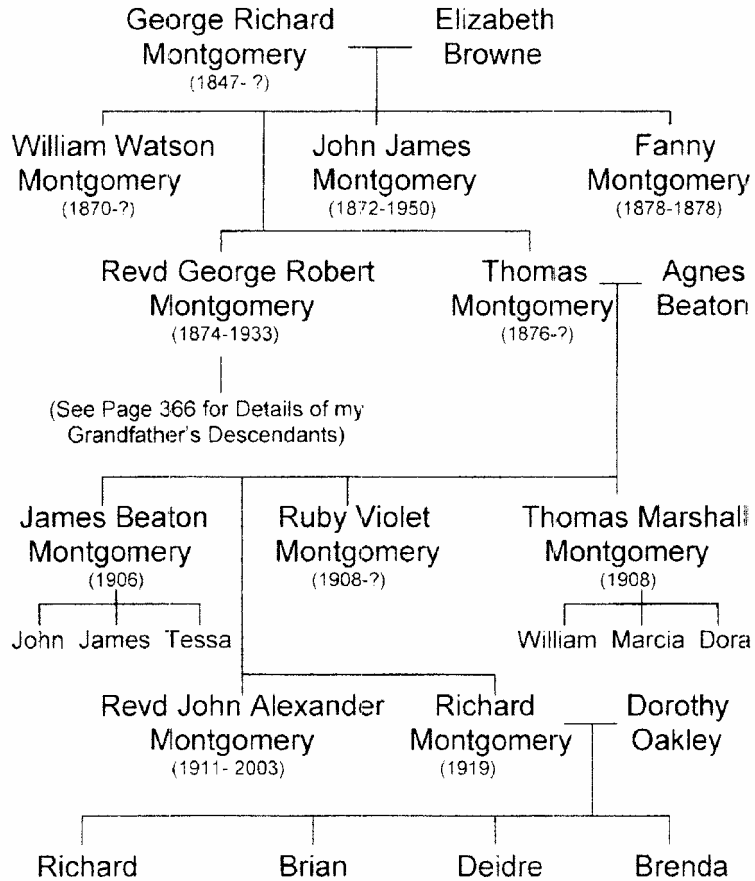 George Richard
Montgomery
(1847- ?)
Elizabeth
Browne
William Watson
Montgomery
(1870-?)
John James
Montgomery
(1872-1950)
Fanny
Montgomery
(1878-1878)
Revd George Robert
Montgomery
(1874-1933)
Thomas
Montgomery
(1876-?)
Agnes
Beaton
(See Page 366 for Details of my
Grandfather's Descendants)
James Beaton
Montgomery
(1906)
Ruby Violet
Montgomery
(1908-?)
Thomas Marshall
Montgomery
(1908)
John James Tessa
William Marcia Dora
Revd John Alexander
Montgomery
(1911- 2003)
Richard
Montgomery
(1919)
Dorothy
Oakley
Richard Brian Deidre Brenda